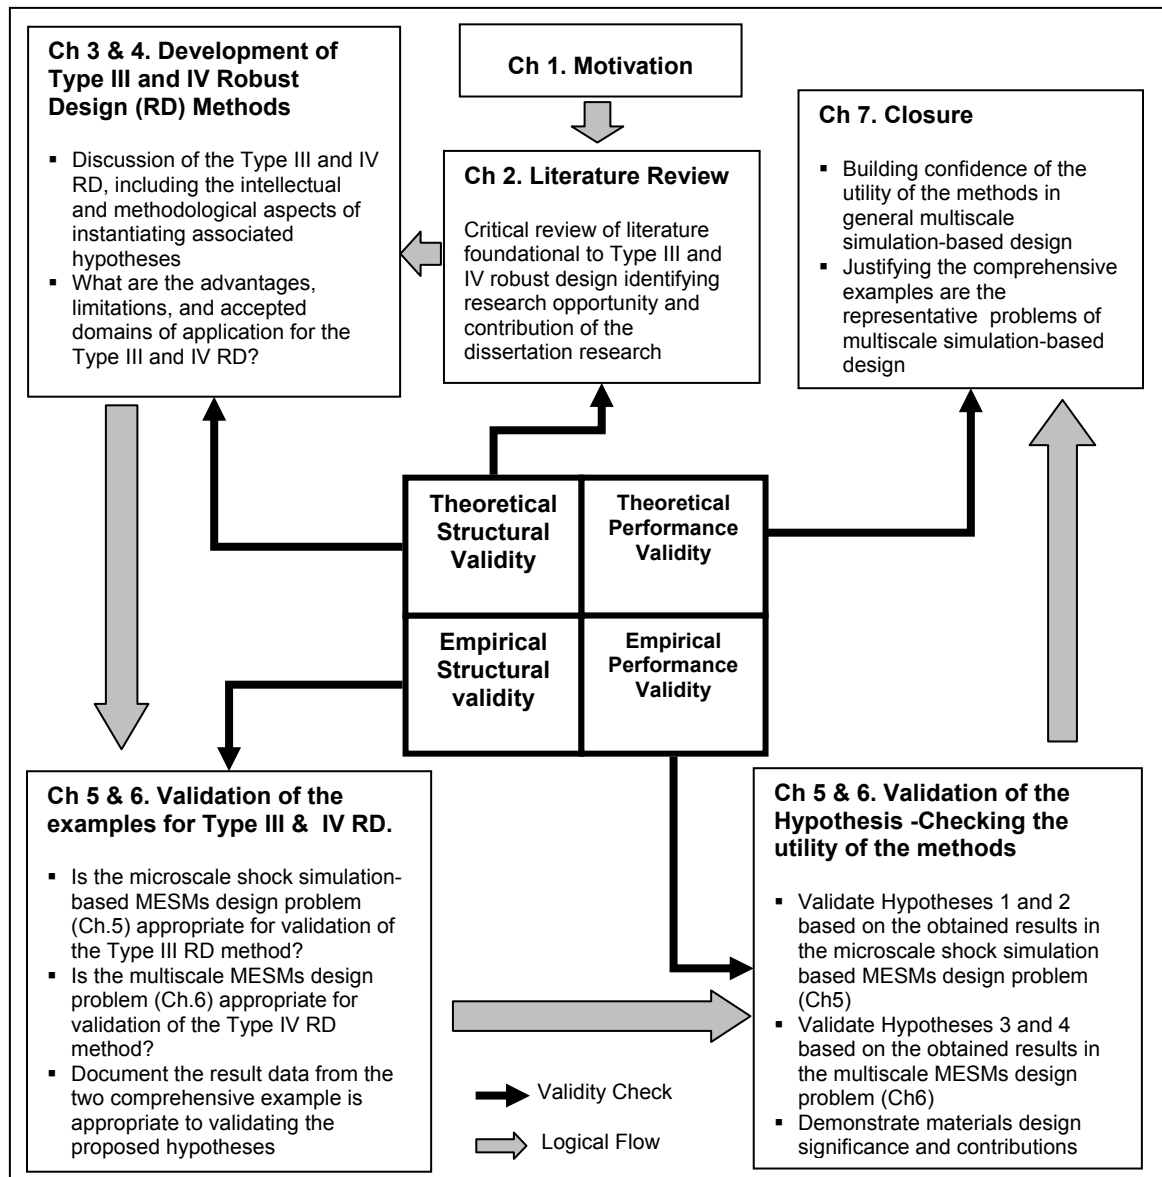 Ch 3 & 4. Development of
Type III and IV Robust
Design (RD) Methods
▪ Discussion of the Type III and IV
RD, including the intellectual
and methodological aspects of
instantiating associated
hypotheses
▪ What are the advantages,
limitations, and accepted
domains of application for the
Type III and IV RD?
Ch 1. Motivation
Ch 2. Literature Review
Critical review of literature
foundational to Type III and
IV robust design identifying
research opportunity and
contribution of the
dissertation research
Ch 7. Closure
▪ Building confidence of the
utility of the methods in
general multiscale
simulation-based design
▪ Justifying the comprehensive
examples are the
representative problems of
multiscale simulation-based
design
Theoretical
Structural
Validity
Theoretical
Performance
Validity
Empirical
Structural
validity
Empirical
Performance
Validity
Ch 5 & 6. Validation of the
examples for Type III & IV RD.
▪ Is the microscale shock simulation-
based MESMs design problem
(Ch.5) appropriate for validation of
the Type III RD method?
▪ Is the multiscale MESMs design
problem (Ch.6) appropriate for
validation of the Type IV RD
method?
▪ Document the result data from the
two comprehensive example is
appropriate to validating the
proposed hypotheses
Validity Check
Logical Flow
Ch 5 & 6. Validation of the
Hypothesis -Checking the
utility of the methods
▪ Validate Hypotheses 1 and 2
based on the obtained results in
the microscale shock simulation
based MESMs design problem
(Ch5)
▪ Validate Hypotheses 3 and 4
based on the obtained results in
the multiscale MESMs design
problem (Ch6)
▪ Demonstrate materials design
significance and contributions